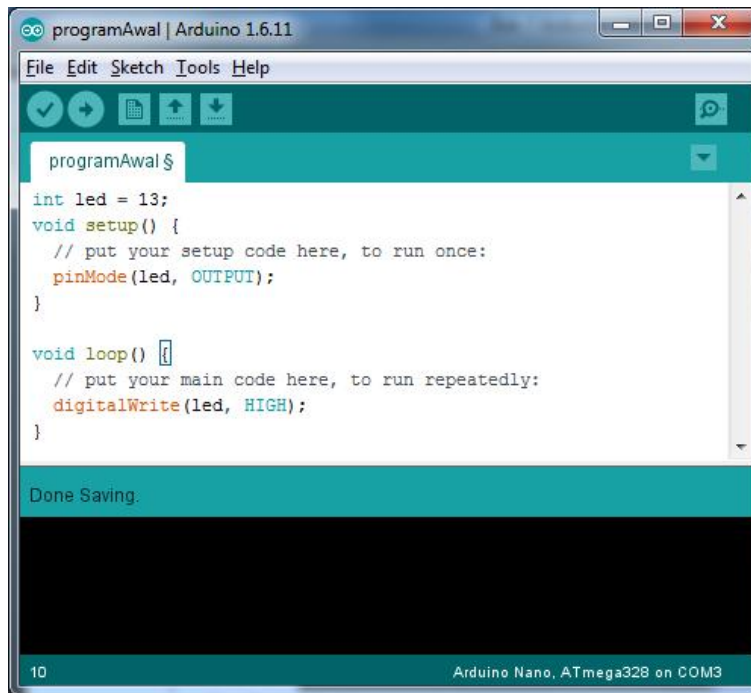 programAwal | Arduino 1.6.11
File Edit Sketch Tools Help
programAwal §
int led = 13;
void setup() {
  // put your setup code here, to run once:
  pinMode(led, OUTPUT);
}

void loop() {
  // put your main code here, to run repeatedly:
  digitalWrite(led, HIGH);
}
Done Saving.
10
Arduino Nano, ATmega328 on COM3